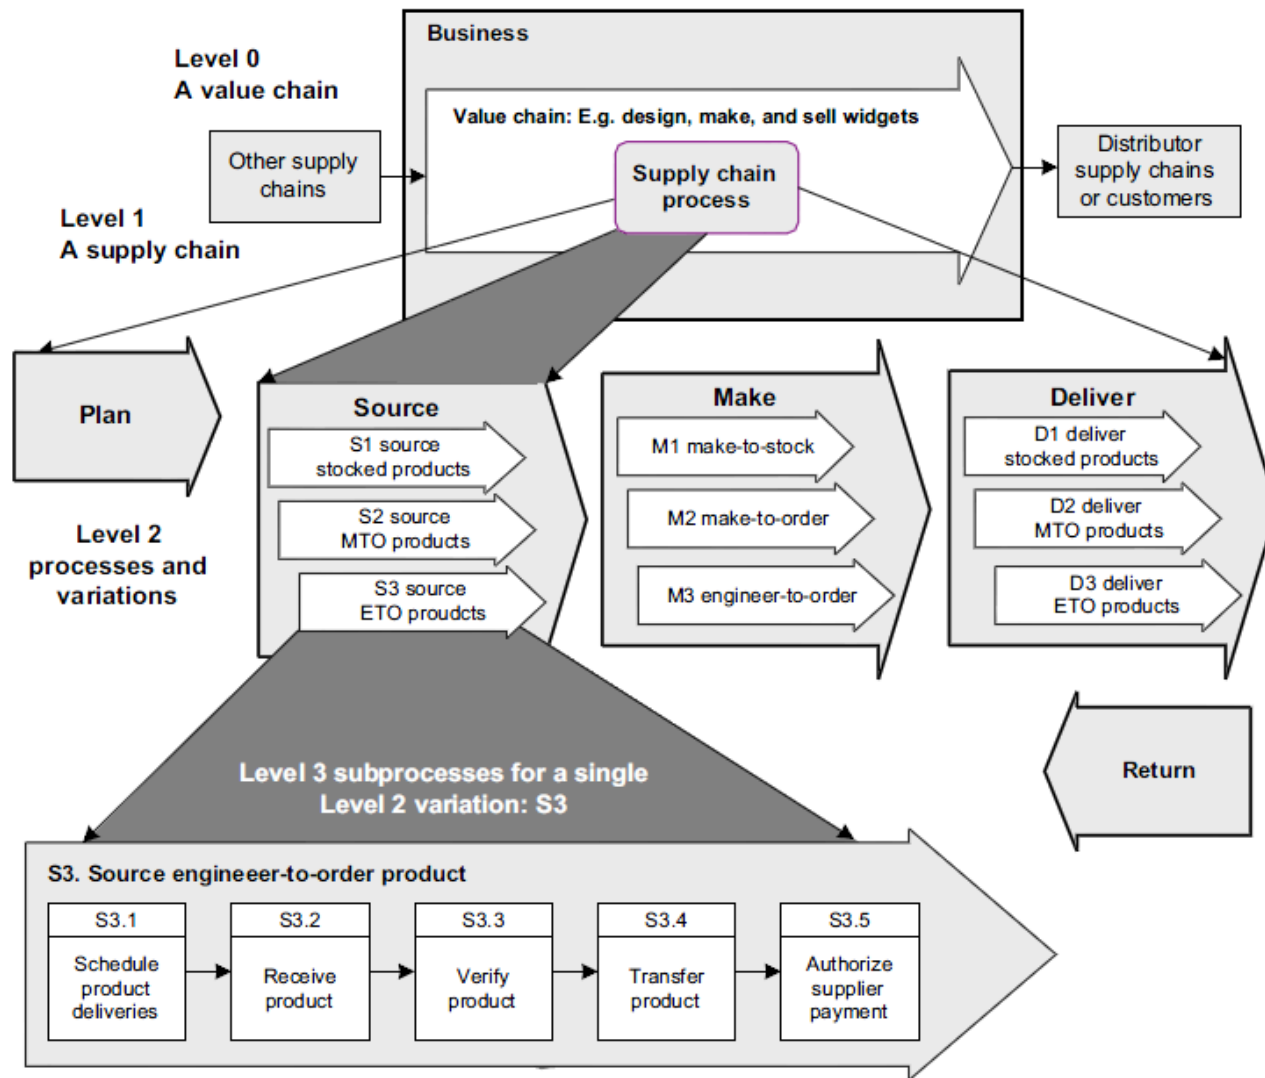 Business
Level 0
A value chain
Value chain: E.g. design, make, and sell widgets
Other supply
chains
Supply chain
process
Distributor
supply chains
or customers
Level 1
A supply chain
Plan
Source
S1 source
stocked products
S2 source
MTO products
S3 source
ETO proudcts
Make
M1 make-to-stock
M2 make-to-order
M3 engineer-to-order
Deliver
D1 deliver
stocked products
D2 deliver
MTO products
D3 deliver
ETO products
Level 2
processes and
variations
Return
Level 3 subprocesses for a single
Level 2 variation: S3
S3. Source engineeer-to-order product
S3.1
Schedule
product
deliveries
S3.2
Receive
product
S3.3
Verify
product
S3.4
Transfer
product
S3.5
Authorize
supplier
payment